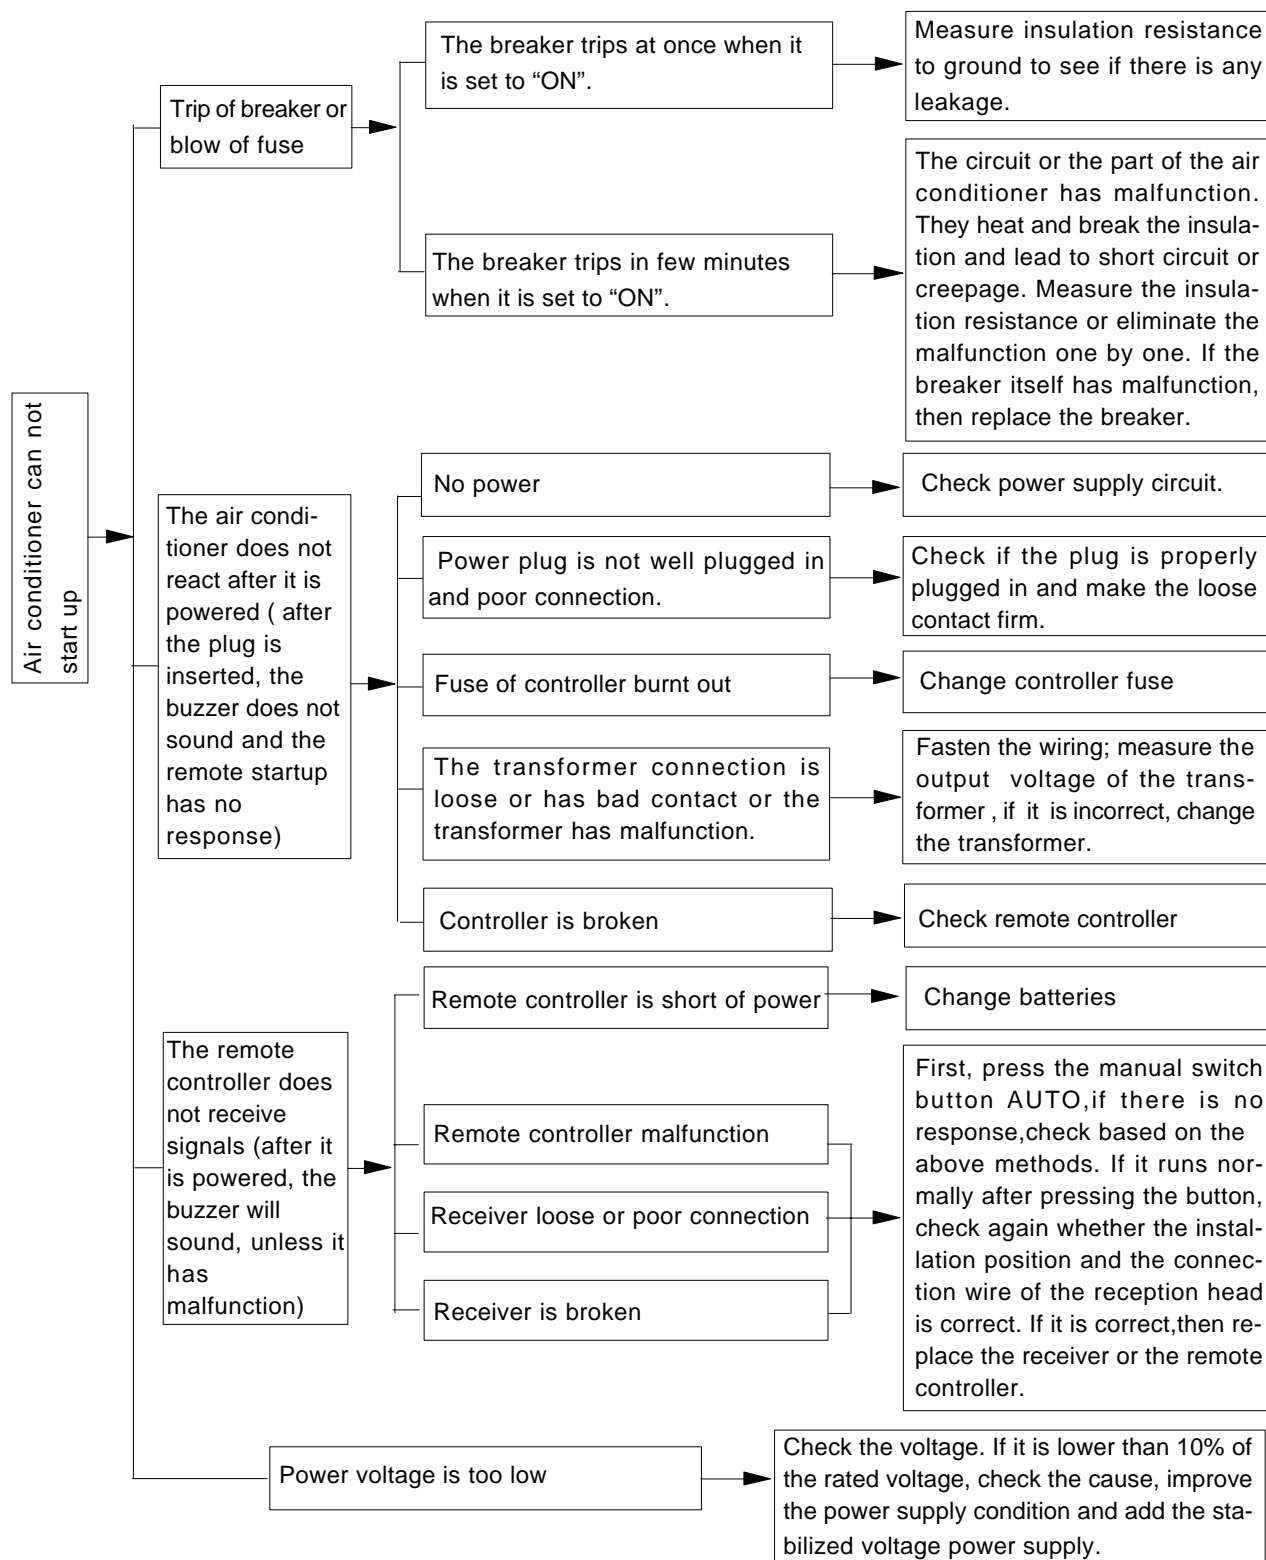 Air conditioner can not
start up
Trip of breaker or
blow of fuse
The breaker trips at once when it
is set to “ON”.
Measure insulation resistance
to ground to see if there is any
leakage.
The breaker trips in few minutes
when it is set to “ON”.
The circuit or the part of the air
conditioner has malfunction.
They heat and break the insula-
tion and lead to short circuit or
creepage. Measure the insula-
tion resistance or eliminate the
malfunction one by one. If the
breaker itself has malfunction,
then replace the breaker.
The air condi-
tioner does not
react after it is
powered ( after
the plug is
inserted, the
buzzer does not
sound and the
remote startup
has no
response)
No power
Check power supply circuit.
Power plug is not well plugged in
and poor connection.
Check if the plug is properly
plugged in and make the loose
contact firm.
Fuse of controller burnt out
Change controller fuse
The transformer connection is
loose or has bad contact or the
transformer has malfunction.
Fasten the wiring; measure the
output voltage of the trans-
former , if it is incorrect, change
the transformer.
Controller is broken
Check remote controller
The remote
controller does
not receive
signals (after it
is powered, the
buzzer will
sound, unless it
has
malfunction)
Remote controller is short of power
Change batteries
Remote controller malfunction
Receiver loose or poor connection
Receiver is broken
First, press the manual switch
button AUTO,if there is no
response,check based on the
above methods. If it runs nor-
mally after pressing the button,
check again whether the instal-
lation position and the connec-
tion wire of the reception head
is correct. If it is correct,then re-
place the receiver or the remote
controller.
Power voltage is too low
Check the voltage. If it is lower than 10% of
the rated voltage, check the cause, improve
the power supply condition and add the sta-
bilized voltage power supply.